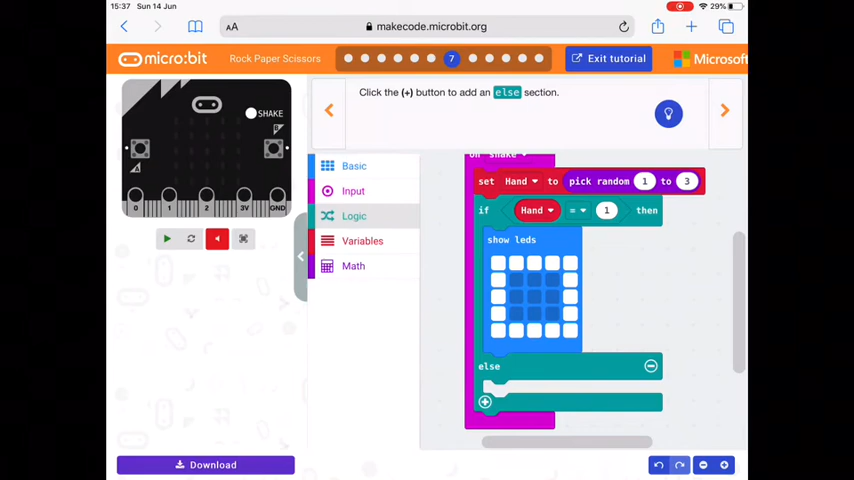 15:37 Sun 14 Jun
29%
AA
makecode.microbit.org
micro:bit
Rock Paper Scissors
7
Exit tutorial
Microsoft
Click the (+) button to add an else section.
SHAKE
B
A
0 1 2 3V GND
Basic
Input
Logic
Variables
Math
on shake
set Hand to pick random 1 to 3
if Hand = 1 then
show leds
else
Download